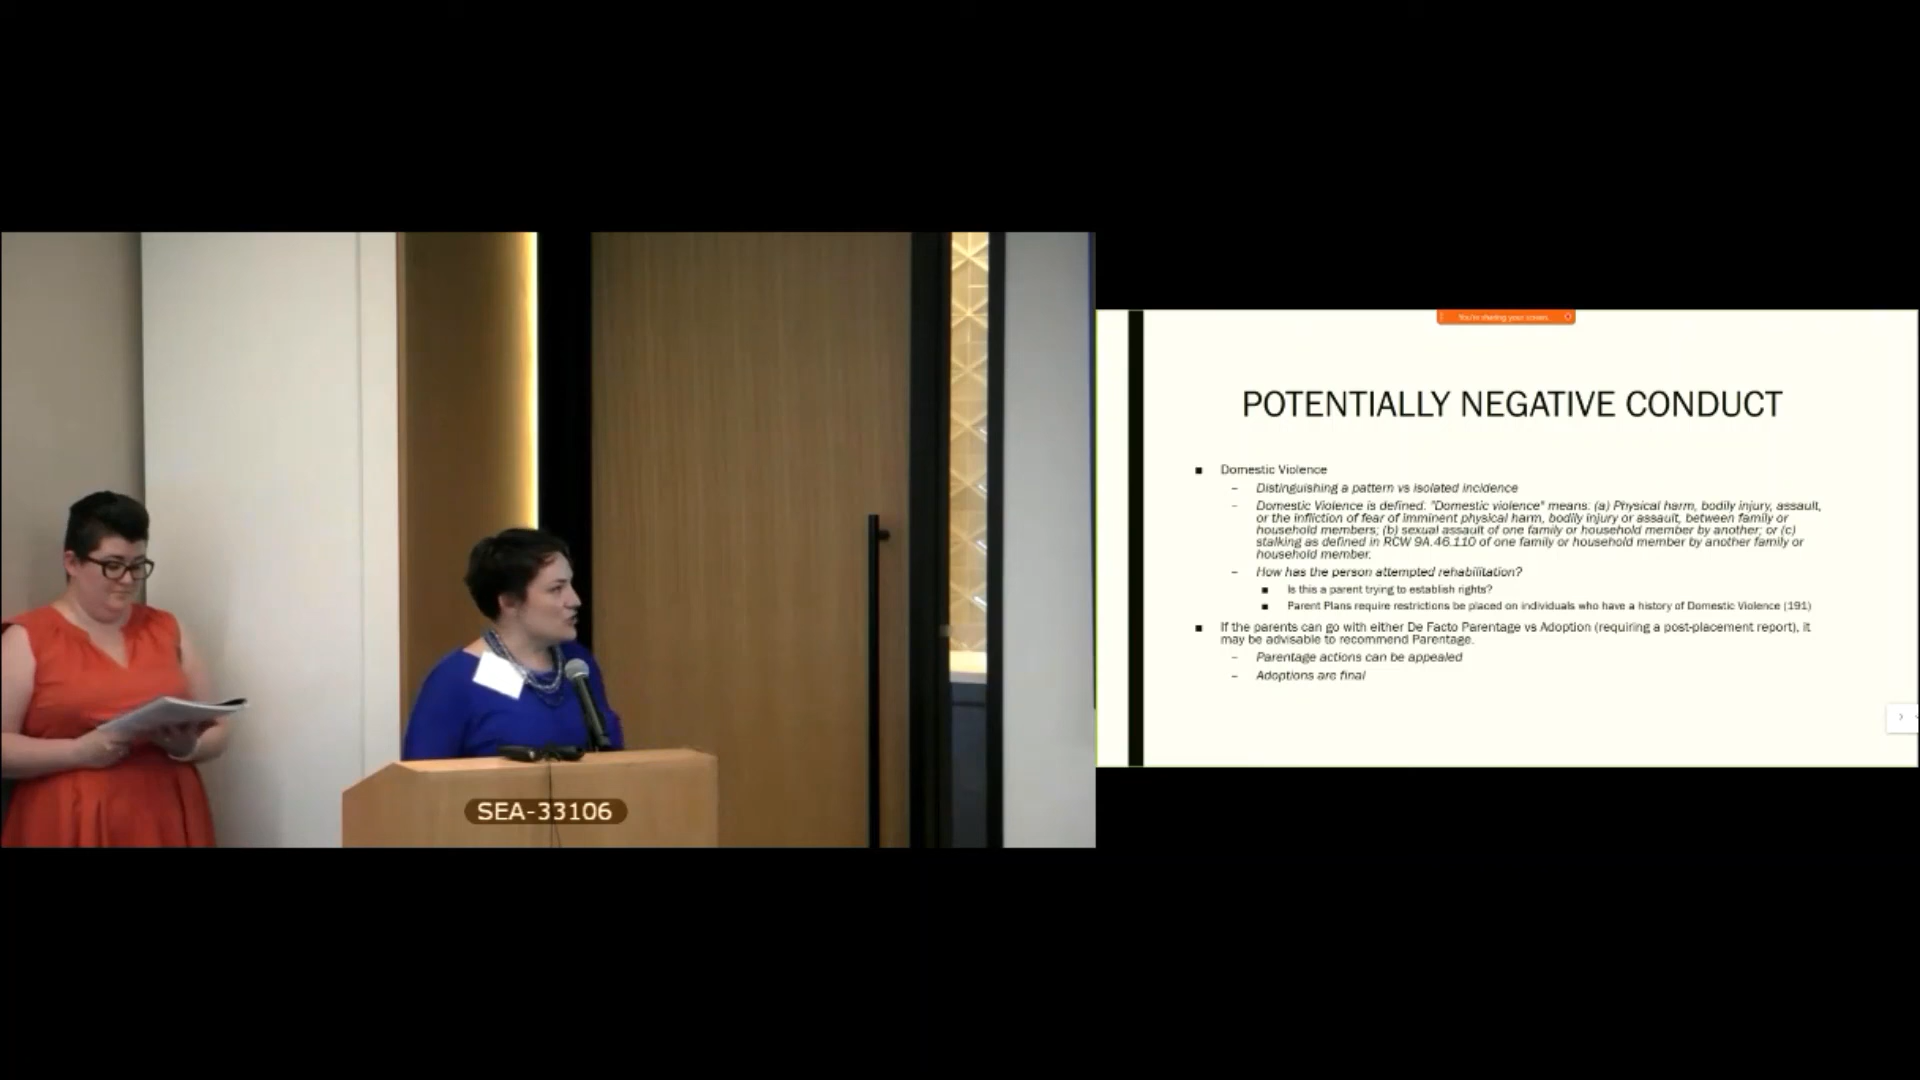 SEA-33106
You're sharing your screen...
POTENTIALLY NEGATIVE CONDUCT
■ Domestic Violence
– Distinguishing a pattern vs isolated incidence
– Domestic Violence is defined: "Domestic violence" means: (a) Physical harm, bodily injury, assault,
or the infliction of fear of imminent physical harm, bodily injury or assault, between family or
household members; (b) sexual assault of one family or household member by another; or (c)
stalking as defined in RCW 9A.46.110 of one family or household member by another family or
household member.
– How has the person attempted rehabilitation?
■ Is this a parent trying to establish rights?
■ Parent Plans require restrictions be placed on individuals who have a history of Domestic Violence (191)
■ If the parents can go with either De Facto Parentage vs Adoption (requiring a post-placement report), it
may be advisable to recommend Parentage.
– Parentage actions can be appealed
– Adoptions are final